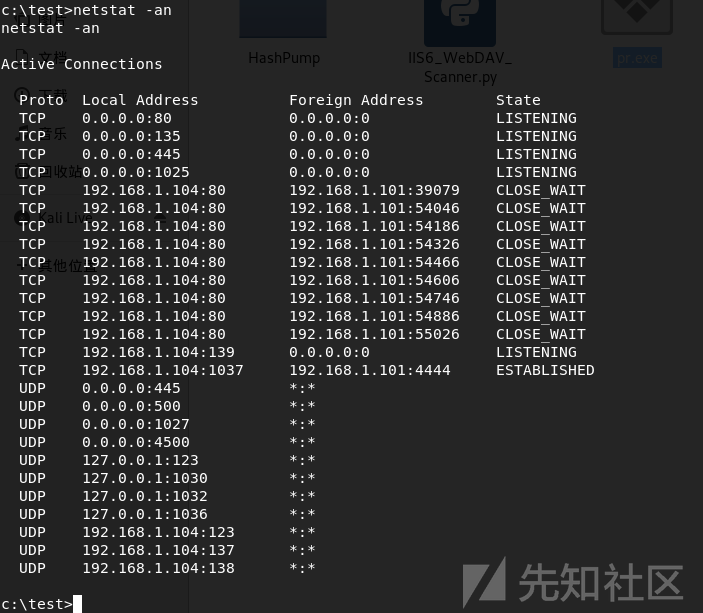 c:\test>netstat -an
netstat -an
Active Connections
Proto Local Address Foreign Address State
TCP 0.0.0.0:80 0.0.0.0:0 LISTENING
TCP 0.0.0.0:135 0.0.0.0:0 LISTENING
TCP 0.0.0.0:445 0.0.0.0:0 LISTENING
TCP 0.0.0.0:1025 0.0.0.0:0 LISTENING
TCP 192.168.1.104:80 192.168.1.101:39079 CLOSE_WAIT
TCP 192.168.1.104:80 192.168.1.101:54046 CLOSE_WAIT
TCP 192.168.1.104:80 192.168.1.101:54186 CLOSE_WAIT
TCP 192.168.1.104:80 192.168.1.101:54326 CLOSE_WAIT
TCP 192.168.1.104:80 192.168.1.101:54466 CLOSE_WAIT
TCP 192.168.1.104:80 192.168.1.101:54606 CLOSE_WAIT
TCP 192.168.1.104:80 192.168.1.101:54746 CLOSE_WAIT
TCP 192.168.1.104:80 192.168.1.101:54886 CLOSE_WAIT
TCP 192.168.1.104:80 192.168.1.101:55026 CLOSE_WAIT
TCP 192.168.1.104:139 0.0.0.0:0 LISTENING
TCP 192.168.1.104:1037 192.168.1.101:4444 ESTABLISHED
UDP 0.0.0.0:445 *:*
UDP 0.0.0.0:500 *:*
UDP 0.0.0.0:1027 *:*
UDP 0.0.0.0:4500 *:*
UDP 127.0.0.1:123 *:*
UDP 127.0.0.1:1030 *:*
UDP 127.0.0.1:1032 *:*
UDP 127.0.0.1:1036 *:*
UDP 192.168.1.104:123 *:*
UDP 192.168.1.104:137 *:*
UDP 192.168.1.104:138 *:*
c:\test>
HashPump
IIS6_WebDAV_
Scanner.py
pr.exe
图片
文档
下载
音乐
回收站
Kali Live
其他位置
先知社区